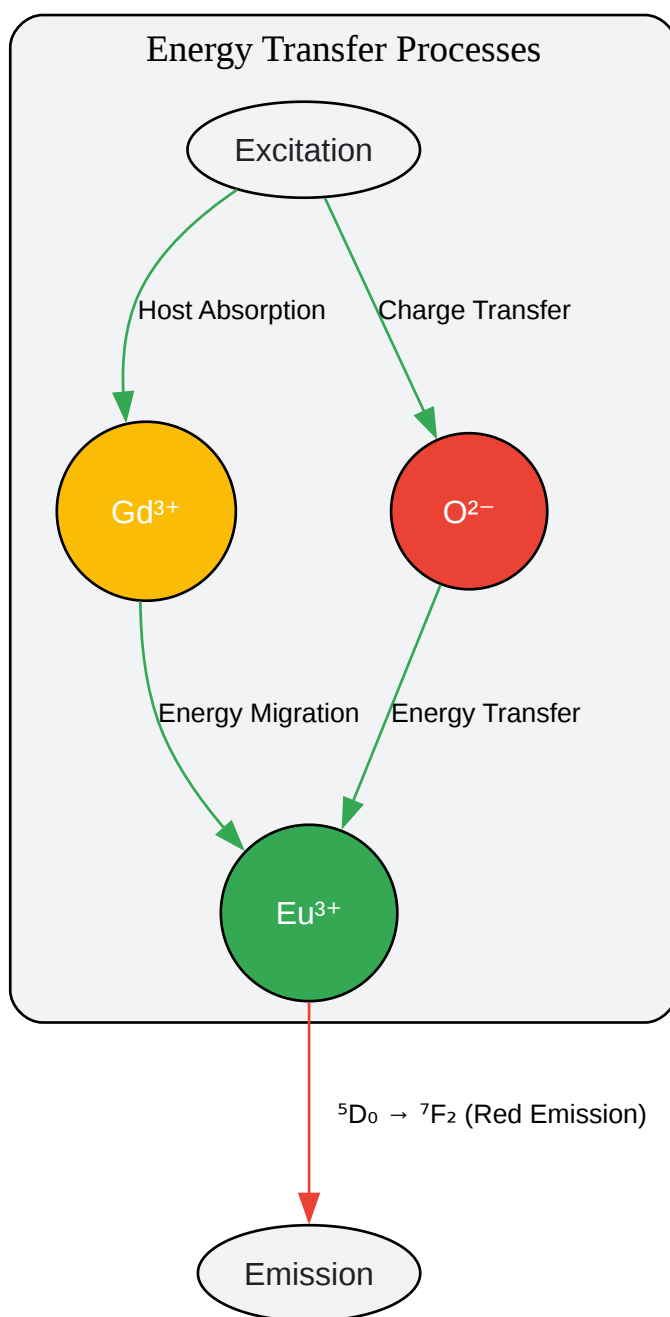 Energy Transfer Processes
Excitation
Host Absorption
Charge Transfer
Gd³⁺
O²⁻
Energy Migration
Energy Transfer
Eu³⁺
⁵D₀ → ⁷F₂ (Red Emission)
Emission